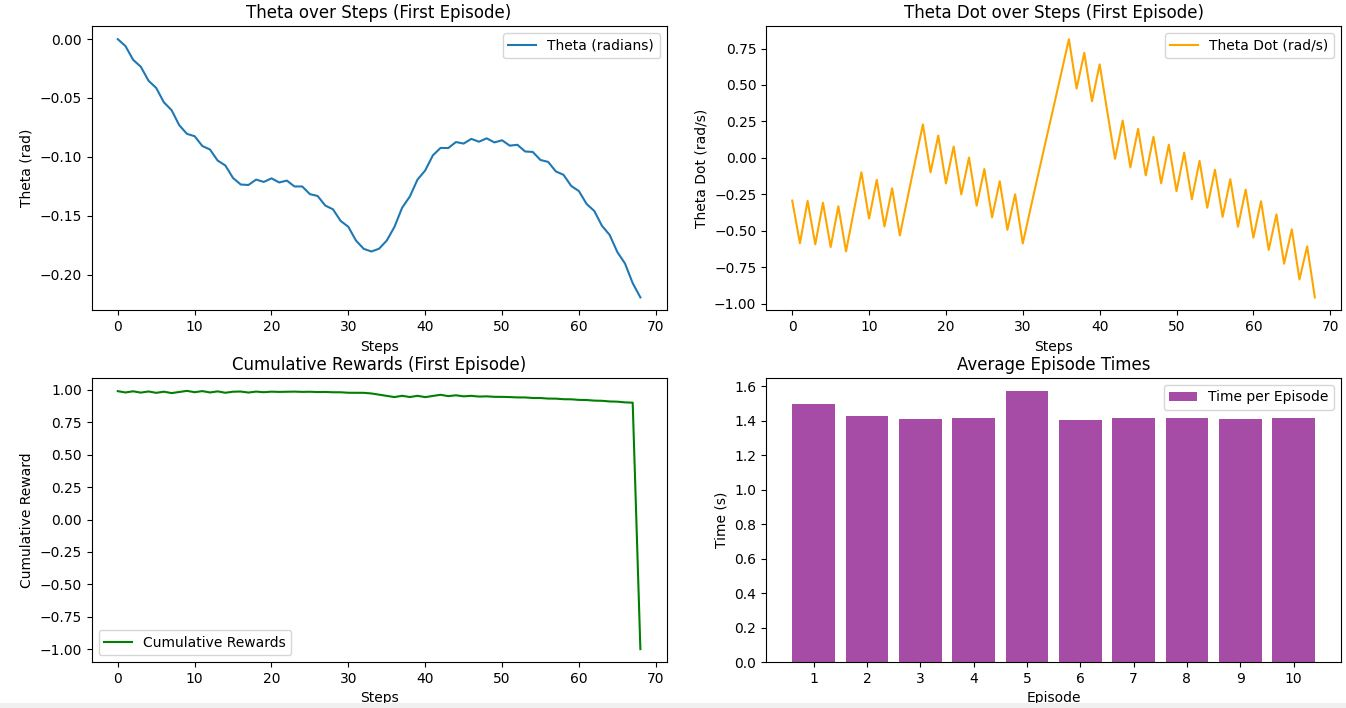 Theta over Steps (First Episode)
Theta (rad)
0.00
−0.05
−0.10
−0.15
−0.20
Theta (radians)
0 10 20 30 40 50 60 70
Steps
Theta Dot over Steps (First Episode)
Theta Dot (rad/s)
0.75
0.50
0.25
0.00
−0.25
−0.50
−0.75
−1.00
Theta Dot (rad/s)
0 10 20 30 40 50 60 70
Steps
Cumulative Rewards (First Episode)
Cumulative Reward
1.00
0.75
0.50
0.25
0.00
−0.25
−0.50
−0.75
−1.00
Cumulative Rewards
0 10 20 30 40 50 60 70
Steps
Average Episode Times
Time (s)
1.6
1.4
1.2
1.0
0.8
0.6
0.4
0.2
0.0
Time per Episode
1 2 3 4 5 6 7 8 9 10
Episode